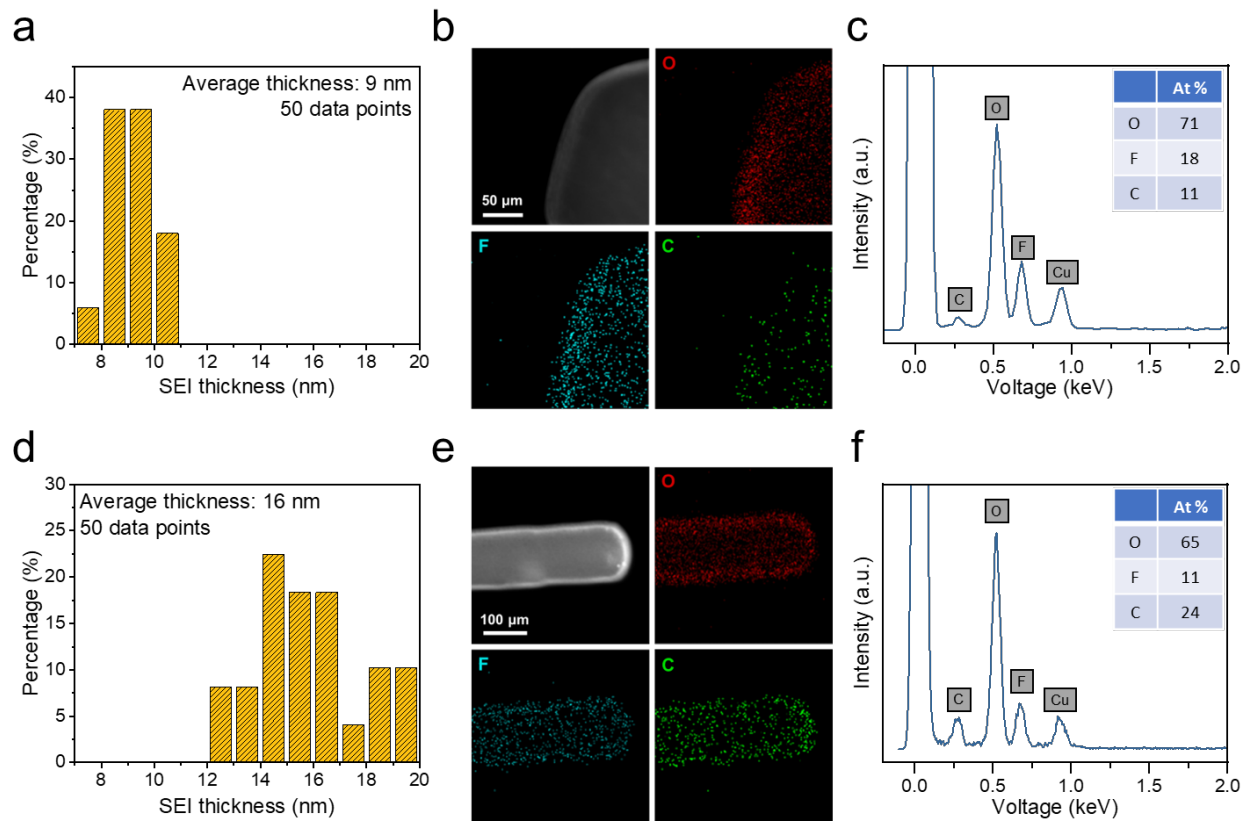 a
Average thickness: 9 nm
50 data points
Percentage (%)
40
30
20
10
0
8 10 12 14 16 18 20
SEI thickness (nm)
b
O
50 μm
F
C
c
Intensity (a.u.)
O
F
C
Cu
At %
O 71
F 18
C 11
0.0 0.5 1.0 1.5 2.0
Voltage (keV)
d
Average thickness: 16 nm
50 data points
Percentage (%)
30
25
20
15
10
5
0
8 10 12 14 16 18 20
SEI thickness (nm)
e
O
100 μm
F
C
f
Intensity (a.u.)
O
F
C
Cu
At %
O 65
F 11
C 24
0.0 0.5 1.0 1.5 2.0
Voltage (keV)